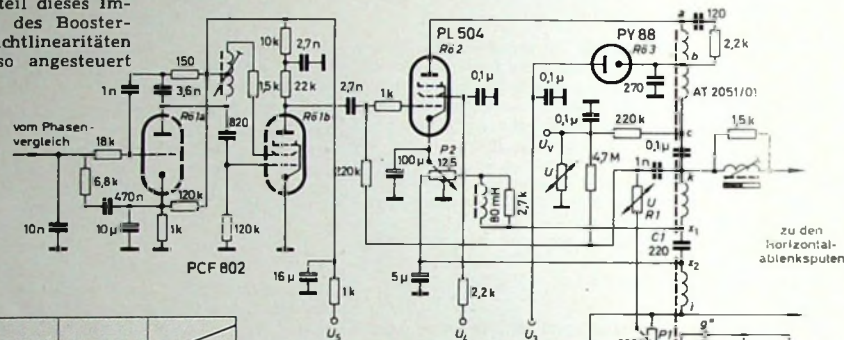 teil dieses Im-
des Booster-
ichtlinearitäten
so angesteuert
PL 504
Rö2
PY 88
Rö3
a
120
2,2k
b
270
AT 2051/01
150
10k
2,7n
1n
3,6n
1,5k
22k
2,7n
1k
0,1µ
0,1µ
0,1µ
220k
c
0,1µ
1,5k
Rö1a
820
Rö1b
vom Phasen-
vergleich
18k
100µ
P2
12,5
Uv
U
4,7M
1n
k
6,8k
470n
120k
220k
80 mH
2,7k
U
R1
x1
C1
220
zu den
Horizontal-
ablenkspulen
10n
10µ
1k
120k
PCF 802
16µ
1k
5µ
2,2k
x2
j
U5
U4
U3
P1
g"